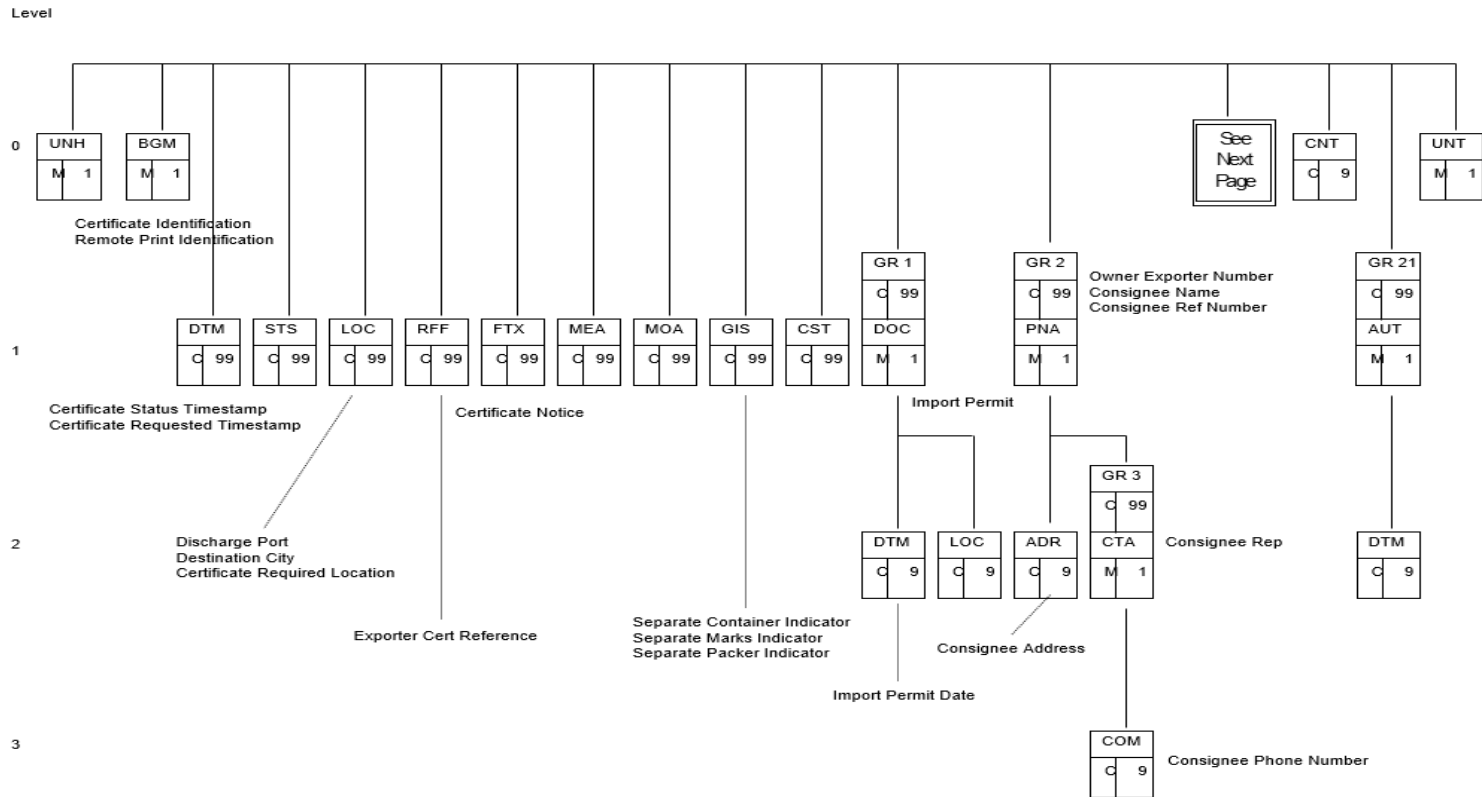 Level
0
UNH
M 1
BGM
M 1
See
Next
Page
CNT
C 9
UNT
M 1
Certificate Identification
Remote Print Identification
GR 1
C 99
GR 2
C 99
Owner Exporter Number
Consignee Name
Consignee Ref Number
GR 21
C 99
1
DTM
C 99
STS
C 99
LOC
C 99
RFF
C 99
FTX
C 99
MEA
C 99
MOA
C 99
GIS
C 99
CST
C 99
DOC
M 1
PNA
M 1
AUT
M 1
Certificate Status Timestamp
Certificate Requested Timestamp
Certificate Notice
Import Permit
GR 3
C 99
2
Discharge Port
Destination City
Certificate Required Location
DTM
C 9
LOC
C 9
ADR
C 9
CTA
M 1
Consignee Rep
DTM
C 9
Exporter Cert Reference
Separate Container Indicator
Separate Marks Indicator
Separate Packer Indicator
Consignee Address
Import Permit Date
3
COM
C 9
Consignee Phone Number